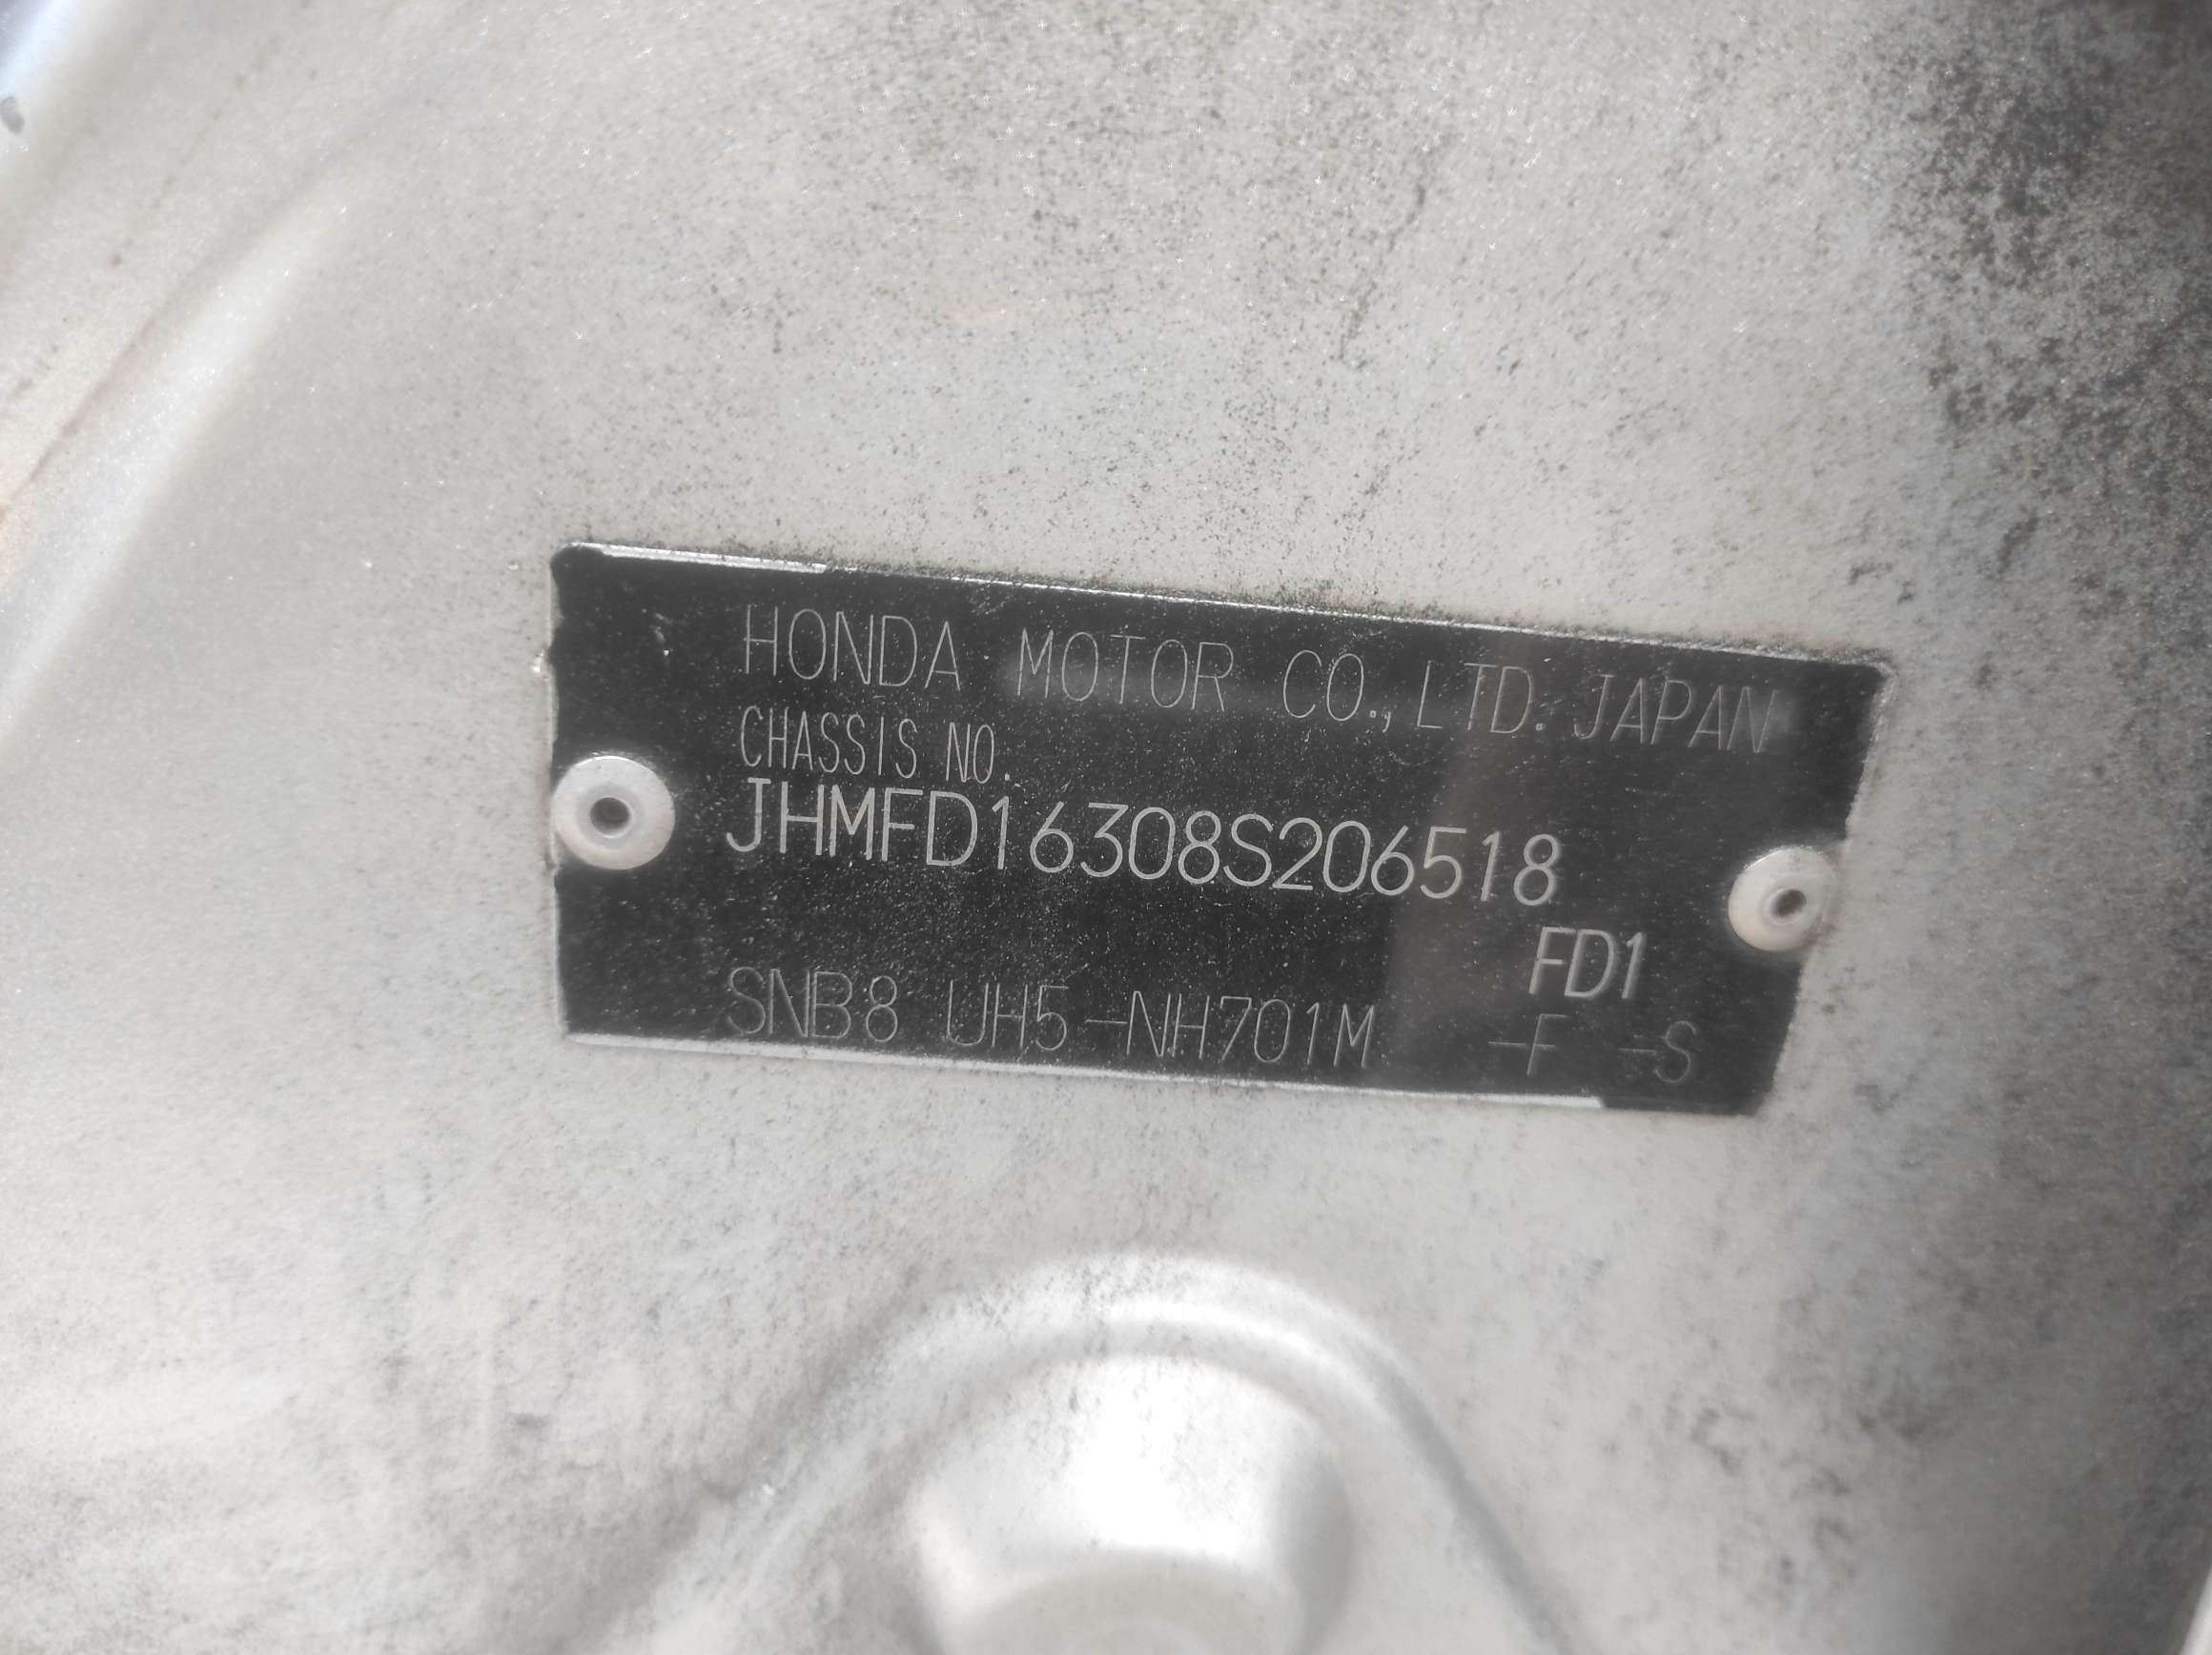 HONDA MOTOR CO., LTD. JAPAN
CHASSIS NO.
JHMFD16308S206518
FD1
SNB8 UH5-NH701M -F -S